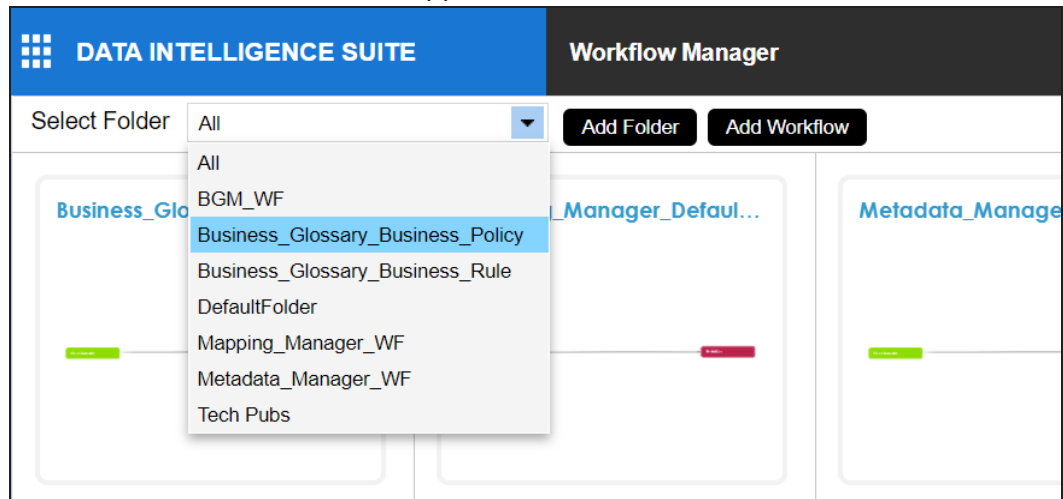 DATA INTELLIGENCE SUITE
Workflow Manager
Select Folder
All
Add Folder
Add Workflow
All
BGM_WF
Business_Glossary_Business_Policy
Business_Glossary_Business_Rule
DefaultFolder
Mapping_Manager_WF
Metadata_Manager_WF
Tech Pubs
Business_Glo
_Manager_Defaul...
Metadata_Manage